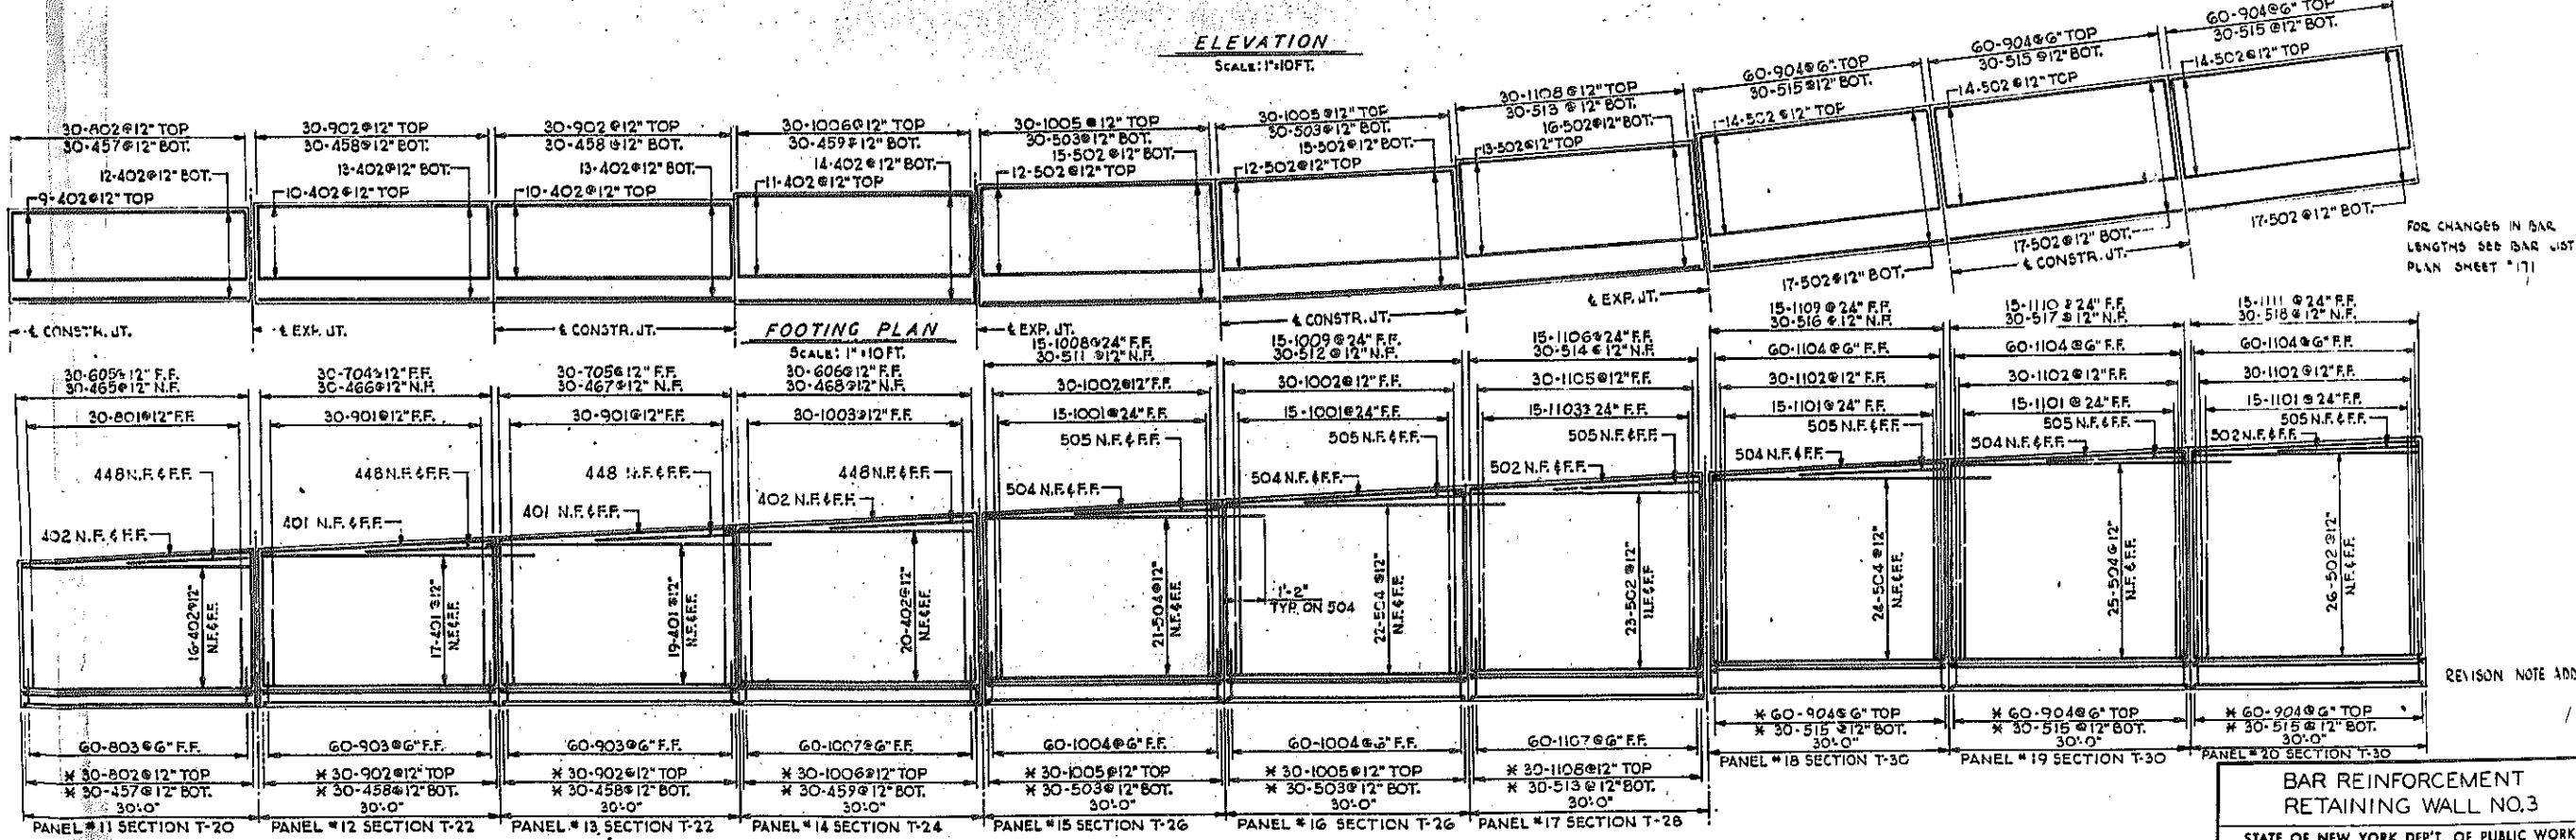 ELEVATION
SCALE: 1"=10FT.
30-802@12" TOP
30-457@12" BOT.
12-402@12" BOT.
9-402@12" TOP
30-902@12" TOP
30-458@12" BOT.
13-402@12" BOT.
10-402@12" TOP
30-902@12" TOP
30-458@12" BOT.
13-402@12" BOT.
10-402@12" TOP
30-1006@12" TOP
30-459@12" BOT.
14-402@12" BOT.
11-402@12" TOP
30-1005@12" TOP
30-503@12" BOT.
15-502@12" BOT.
12-502@12" TOP
30-1005@12" TOP
30-503@12" BOT.
15-502@12" BOT.
12-502@12" TOP
30-1108@12" TOP
30-513@12" BOT.
16-502@12" BOT.
13-502@12" TOP
60-904@6" TOP
30-515@12" BOT.
14-502@12" TOP
17-502@12" BOT.
60-904@6" TOP
30-515@12" BOT.
14-502@12" TOP
17-502@12" BOT.
60-904@6" TOP
30-515@12" BOT.
14-502@12" TOP
17-502@12" BOT.
FOR CHANGES IN BAR
LENGTHS SEE BAR LIST
PLAN SHEET #171
℄ CONSTR. JT.
℄ EXP. JT.
℄ CONSTR. JT.
FOOTING PLAN
SCALE: 1"=10FT.
℄ EXP. JT.
℄ CONSTR. JT.
℄ EXP. JT.
℄ CONSTR. JT.
30-605@12" F.F.
30-465@12" N.F.
30-801@12" F.F.
448 N.F. & F.F.
402 N.F. & F.F.
16-402@12"
N.F. & F.F.
30-704@12" F.F.
30-466@12" N.F.
30-901@12" F.F.
448 N.F. & F.F.
401 N.F. & F.F.
17-401@12"
N.F. & F.F.
30-705@12" F.F.
30-467@12" N.F.
30-901@12" F.F.
448 N.F. & F.F.
401 N.F. & F.F.
19-401@12"
N.F. & F.F.
30-606@12" F.F.
30-468@12" N.F.
30-1003@12" F.F.
448 N.F. & F.F.
402 N.F. & F.F.
20-402@12"
N.F. & F.F.
15-1008@24" F.F.
30-511@12" N.F.
30-1002@12" F.F.
15-1001@24" F.F.
505 N.F. & F.F.
504 N.F. & F.F.
21-504@12"
N.F. & F.F.
1'-2"
TYP. ON 504
15-1009@24" F.F.
30-512@12" N.F.
30-1002@12" F.F.
15-1001@24" F.F.
505 N.F. & F.F.
504 N.F. & F.F.
22-504@12"
N.F. & F.F.
15-1106@24" F.F.
30-514@12" N.F.
30-1105@12" F.F.
15-1103@24" F.F.
505 N.F. & F.F.
502 N.F. & F.F.
23-502@12"
N.F. & F.F.
15-1109@24" F.F.
30-516@12" N.F.
60-1104@6" F.F.
30-1102@12" F.F.
15-1101@24" F.F.
505 N.F. & F.F.
504 N.F. & F.F.
24-504@12"
N.F. & F.F.
15-1110@24" F.F.
30-517@12" N.F.
60-1104@6" F.F.
30-1102@12" F.F.
15-1101@24" F.F.
505 N.F. & F.F.
504 N.F. & F.F.
25-504@12"
N.F. & F.F.
15-1111@24" F.F.
30-518@12" N.F.
60-1104@6" F.F.
30-1102@12" F.F.
15-1101@24" F.F.
505 N.F. & F.F.
502 N.F. & F.F.
26-502@12"
N.F. & F.F.
REVISON NOTE ADD
60-803@6" F.F.
* 30-802@12" TOP
* 30-457@12" BOT.
30'-0"
PANEL #11 SECTION T-20
60-903@6" F.F.
* 30-902@12" TOP
* 30-458@12" BOT.
30'-0"
PANEL #12 SECTION T-22
60-903@6" F.F.
* 30-902@12" TOP
* 30-458@12" BOT.
30'-0"
PANEL #13 SECTION T-22
60-1007@6" F.F.
* 30-1006@12" TOP
* 30-459@12" BOT.
30'-0"
PANEL #14 SECTION T-24
60-1004@6" F.F.
* 30-1005@12" TOP
* 30-503@12" BOT.
30'-0"
PANEL #15 SECTION T-26
60-1004@6" F.F.
* 30-1005@12" TOP
* 30-503@12" BOT.
30'-0"
PANEL #16 SECTION T-26
60-1107@6" F.F.
* 30-1108@12" TOP
* 30-513@12" BOT.
30'-0"
PANEL #17 SECTION T-28
* 60-904@6" TOP
* 30-515@12" BOT.
30'-0"
PANEL #18 SECTION T-30
* 60-904@6" TOP
* 30-515@12" BOT.
30'-0"
PANEL #19 SECTION T-30
* 60-904@6" TOP
* 30-515@12" BOT.
30'-0"
PANEL #20 SECTION T-30
BAR REINFORCEMENT
RETAINING WALL NO.3
STATE OF NEW YORK DEP'T. OF PUBLIC WORK